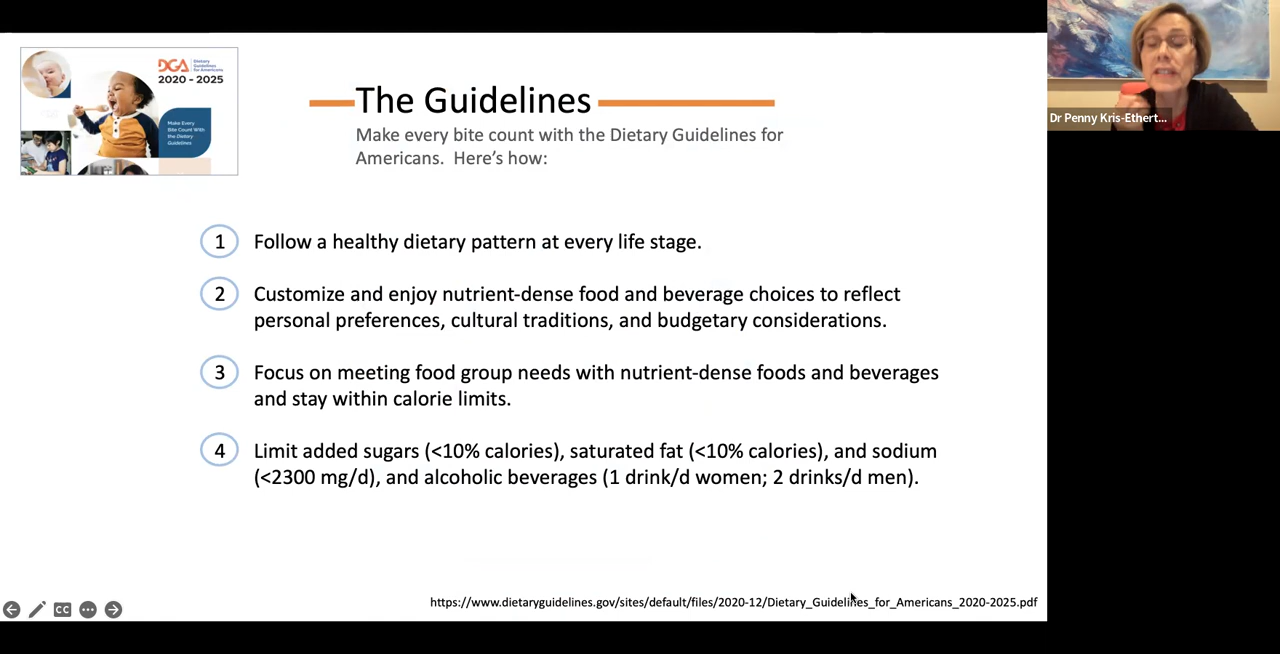 DGA Dietary Guidelines for Americans
2020 - 2025
Make Every
Bite Count With
the Dietary
Guidelines
The Guidelines
Make every bite count with the Dietary Guidelines for
Americans. Here's how:
1 Follow a healthy dietary pattern at every life stage.
2 Customize and enjoy nutrient-dense food and beverage choices to reflect
personal preferences, cultural traditions, and budgetary considerations.
3 Focus on meeting food group needs with nutrient-dense foods and beverages
and stay within calorie limits.
4 Limit added sugars (<10% calories), saturated fat (<10% calories), and sodium
(<2300 mg/d), and alcoholic beverages (1 drink/d women; 2 drinks/d men).
https://www.dietaryguidelines.gov/sites/default/files/2020-12/Dietary_Guidelines_for_Americans_2020-2025.pdf
CC
Dr Penny Kris-Ethert...